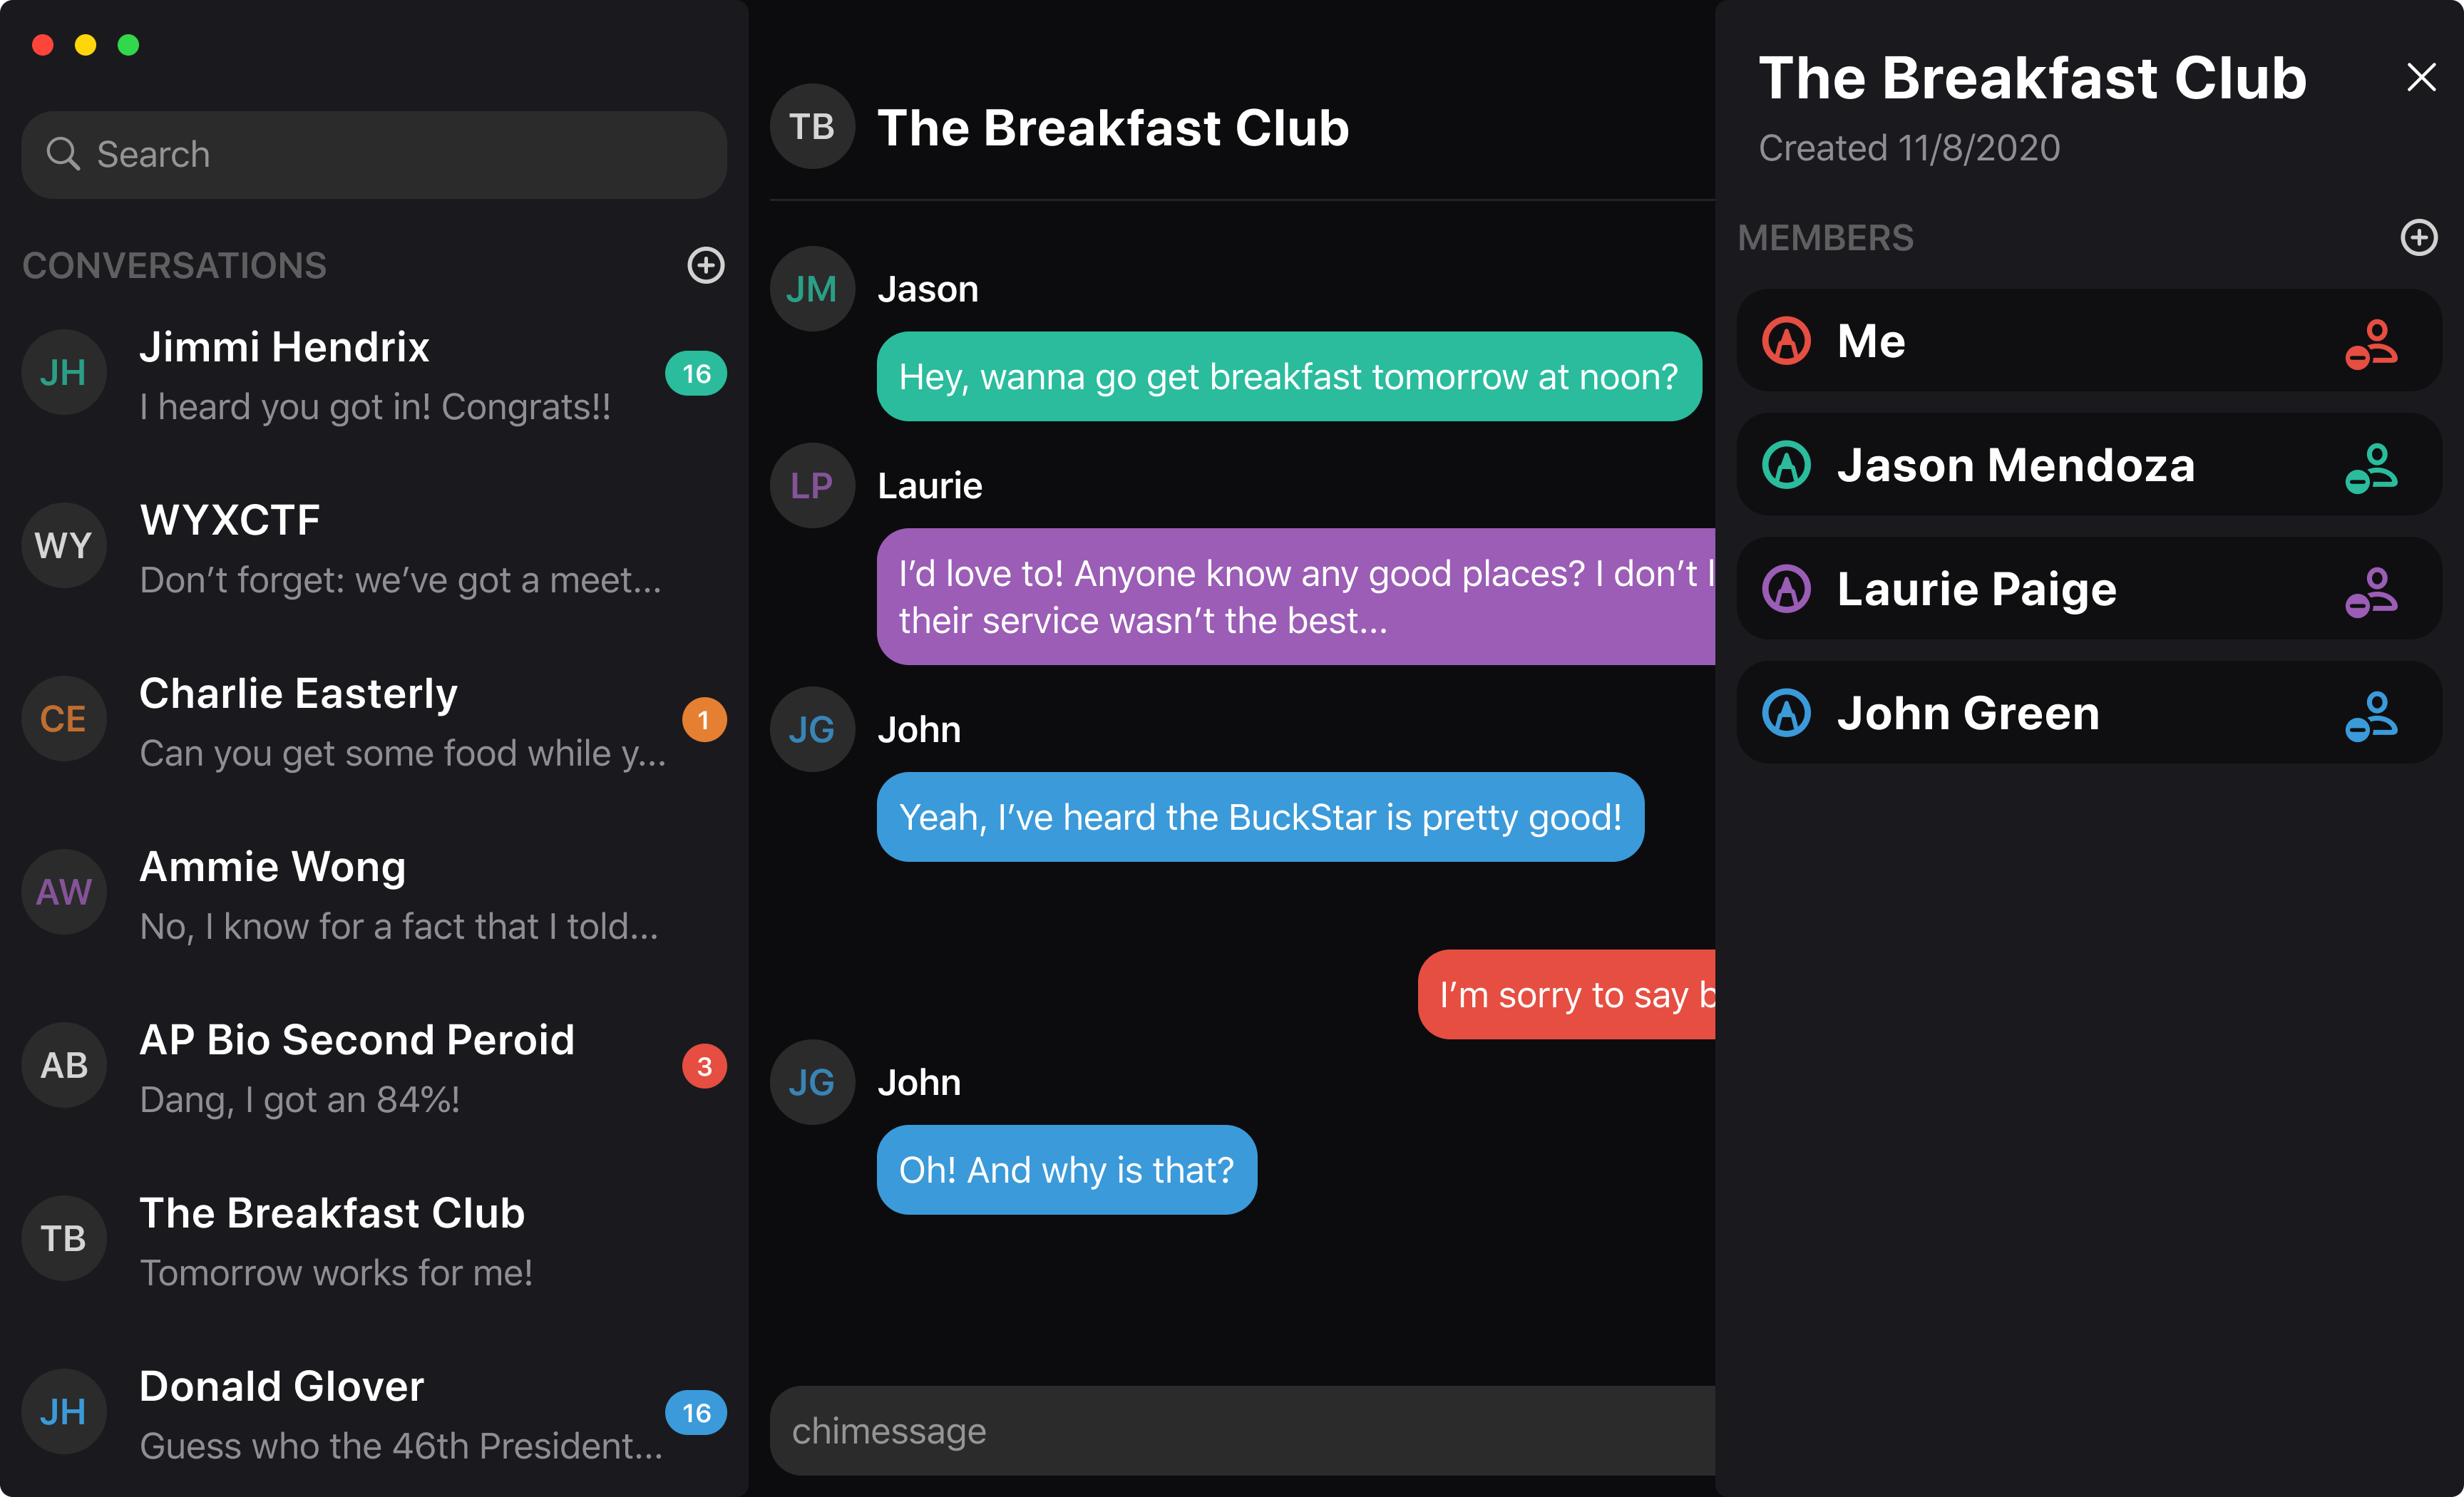 Search
CONVERSATIONS
JH
Jimmi Hendrix
I heard you got in! Congrats!!
16
WY
WYXCTF
Don’t forget: we’ve got a meet...
CE
Charlie Easterly
Can you get some food while y...
1
AW
Ammie Wong
No, I know for a fact that I told...
AB
AP Bio Second Peroid
Dang, I got an 84%!
3
TB
The Breakfast Club
Tomorrow works for me!
JH
Donald Glover
Guess who the 46th President...
16
TB
The Breakfast Club
JM
Jason
Hey, wanna go get breakfast tomorrow at noon?
LP
Laurie
I’d love to! Anyone know any good places? I don’t
their service wasn’t the best...
JG
John
Yeah, I’ve heard the BuckStar is pretty good!
I’m sorry to say
JG
John
Oh! And why is that?
chimessage
The Breakfast Club
Created 11/8/2020
MEMBERS
Me
Jason Mendoza
Laurie Paige
John Green